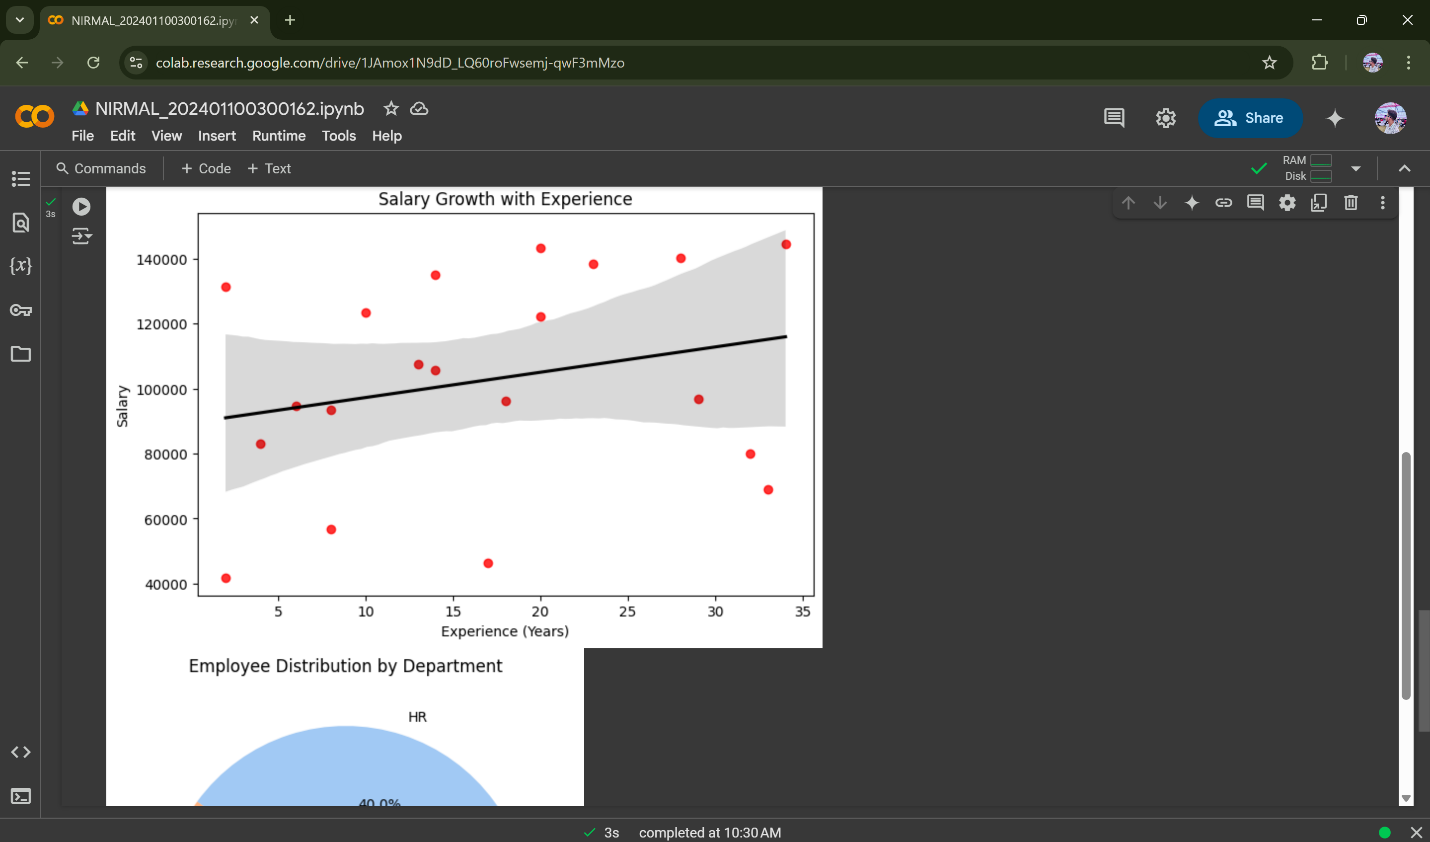 NIRMAL_202401100300162.ipy
colab.research.google.com/drive/1JAmox1N9dD_LQ60roFwsemj-qwF3mMzo
NIRMAL_202401100300162.ipynb
File Edit View Insert Runtime Tools Help
Share
Commands + Code + Text
RAM
Disk
3s
{x}
Salary Growth with Experience
140000
120000
100000
80000
60000
40000
Salary
5 10 15 20 25 30 35
Experience (Years)
Employee Distribution by Department
HR
40.0%
3s completed at 10:30 AM